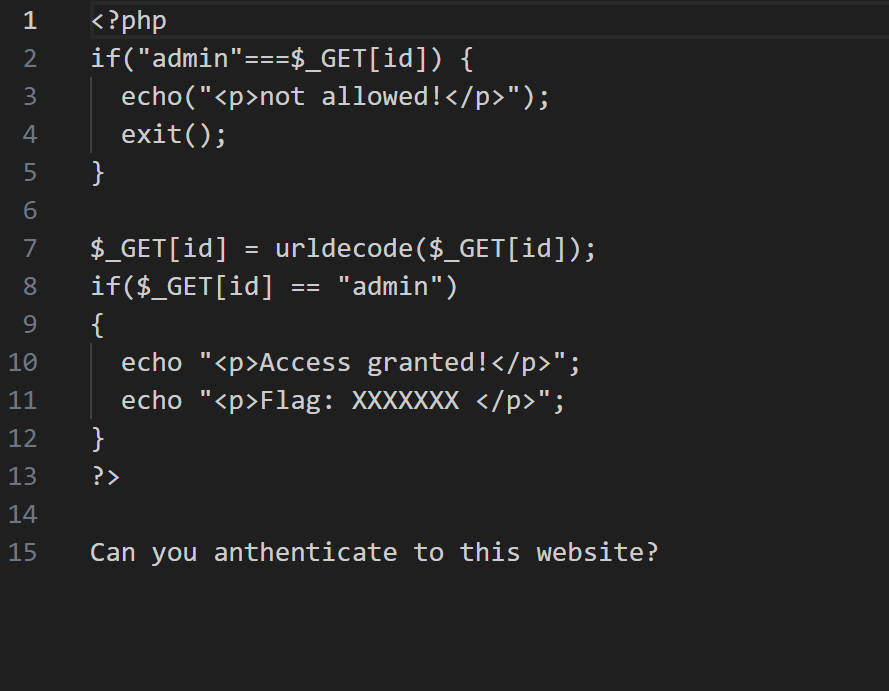 1 <?php
2 if("admin"===$_GET[id]) {
3   echo("<p>not allowed!</p>");
4   exit();
5 }
6
7 $_GET[id] = urldecode($_GET[id]);
8 if($_GET[id] == "admin")
9 {
10   echo "<p>Access granted!</p>";
11   echo "<p>Flag: XXXXXXX </p>";
12 }
13 ?>
14
15 Can you anthenticate to this website?